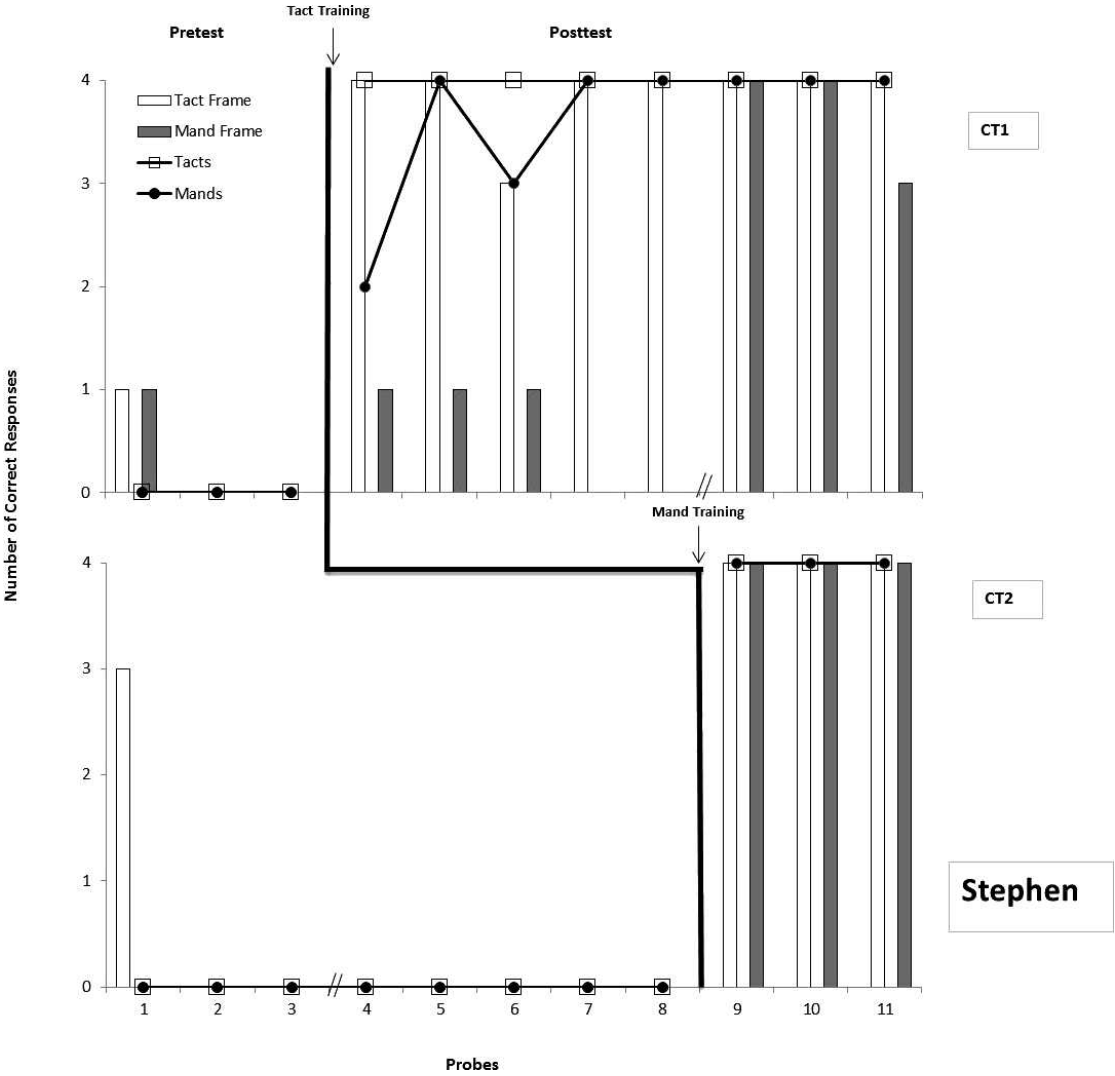 Tact Training
Pretest
Posttest
4
3
2
1
0
Tact Frame
Mand Frame
Tacts
Mands
CT1
Number of Correct Responses
Mand Training
4
3
2
1
0
CT2
Stephen
1 2 3 4 5 6 7 8 9 10 11
Probes